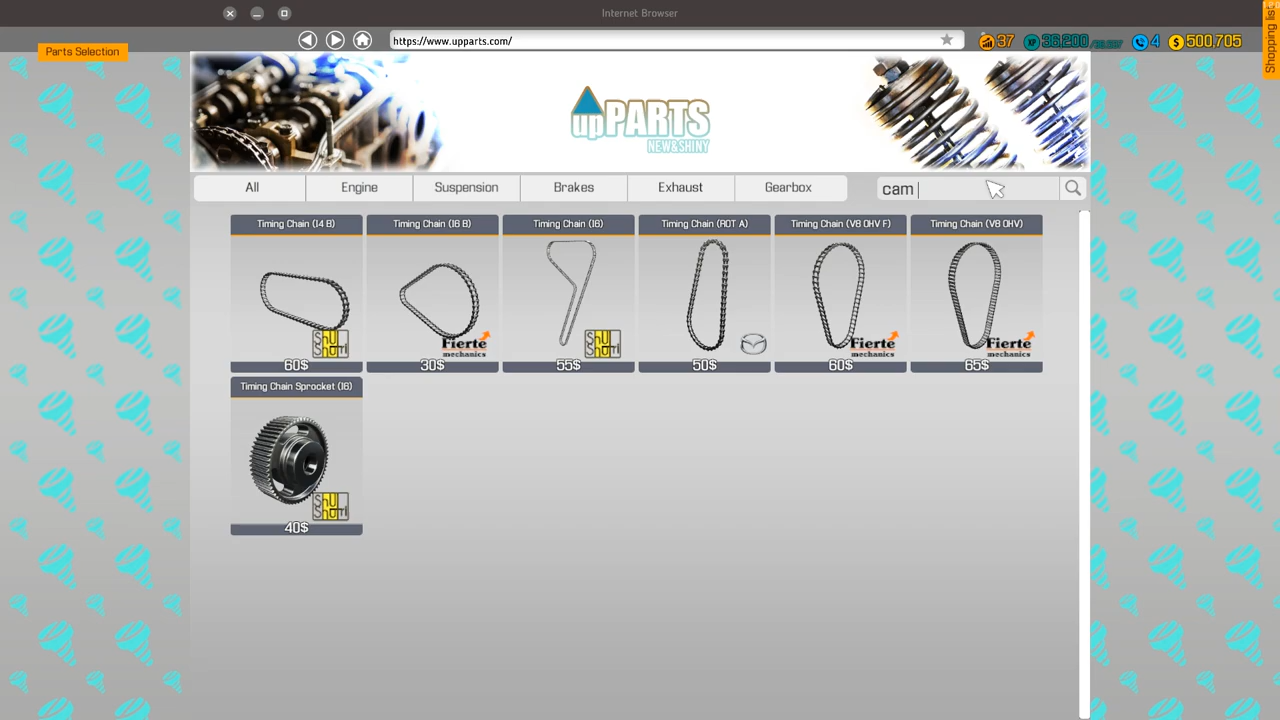 Internet Browser
Parts Selection
https://www.upparts.com/
37
36,200
4
$ 500,705
Shopping list
upPARTS
NEW&SHINY
All
Engine
Suspension
Brakes
Exhaust
Gearbox
cam
Timing Chain (I4 B)
Timing Chain (I6 B)
Timing Chain (I6)
Timing Chain (ROT A)
Timing Chain (V8 OHV F)
Timing Chain (V8 OHV)
Fierte mechanics
Fierte mechanics
Fierte mechanics
60$
30$
55$
50$
60$
65$
Timing Chain Sprocket (I6)
40$